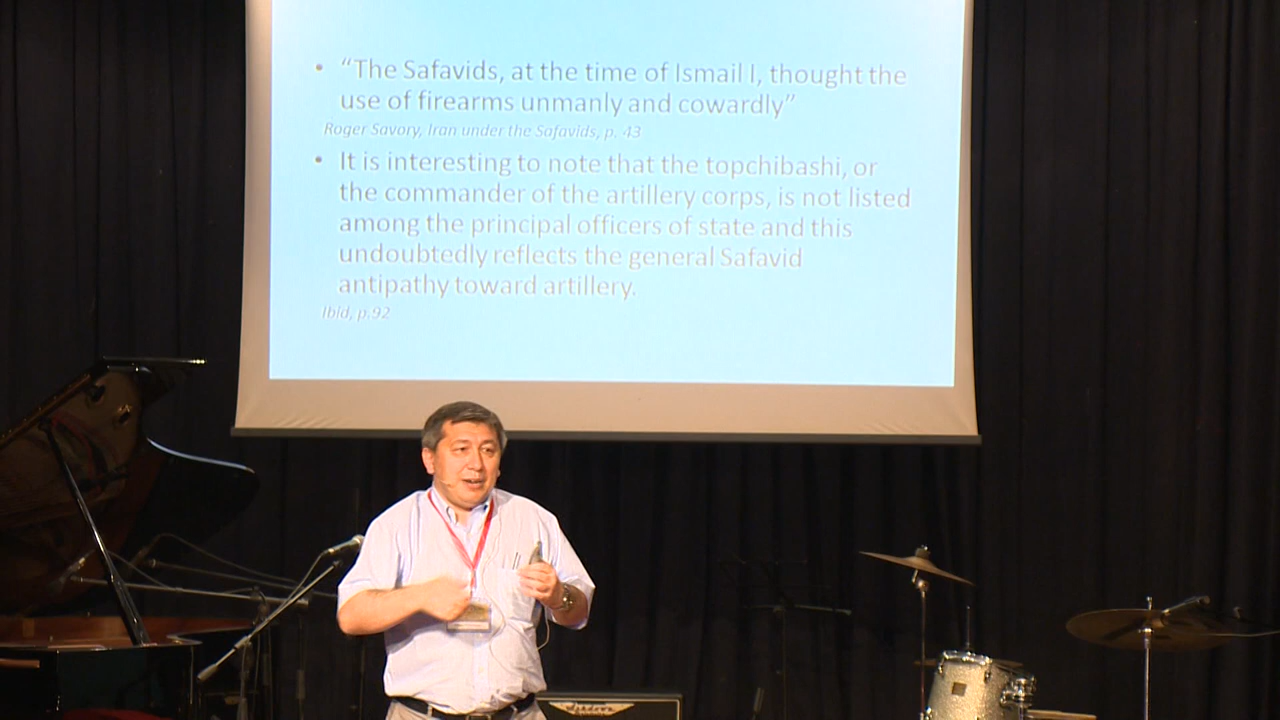 • “The Safavids, at the time of Ismail I, thought the
use of firearms unmanly and cowardly”
Roger Savory, Iran under the Safavids, p. 43
• It is interesting to note that the topchibashi, or
the commander of the artillery corps, is not listed
among the principal officers of state and this
undoubtedly reflects the general Safavid
antipathy toward artillery.
Ibid, p.92